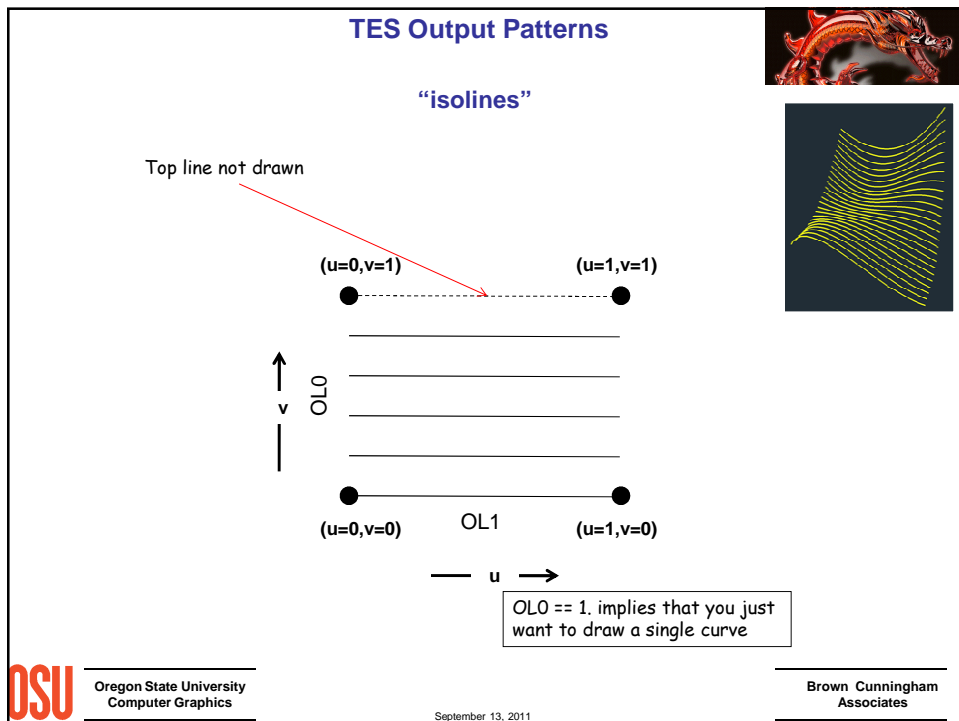 TES Output Patterns
“isolines”
Top line not drawn
(u=0,v=1)
(u=1,v=1)
v
OL0
(u=0,v=0)
OL1
(u=1,v=0)
u
OL0 == 1. implies that you just
want to draw a single curve
OSU
Oregon State University
Computer Graphics
September 13, 2011
Brown Cunningham
Associates